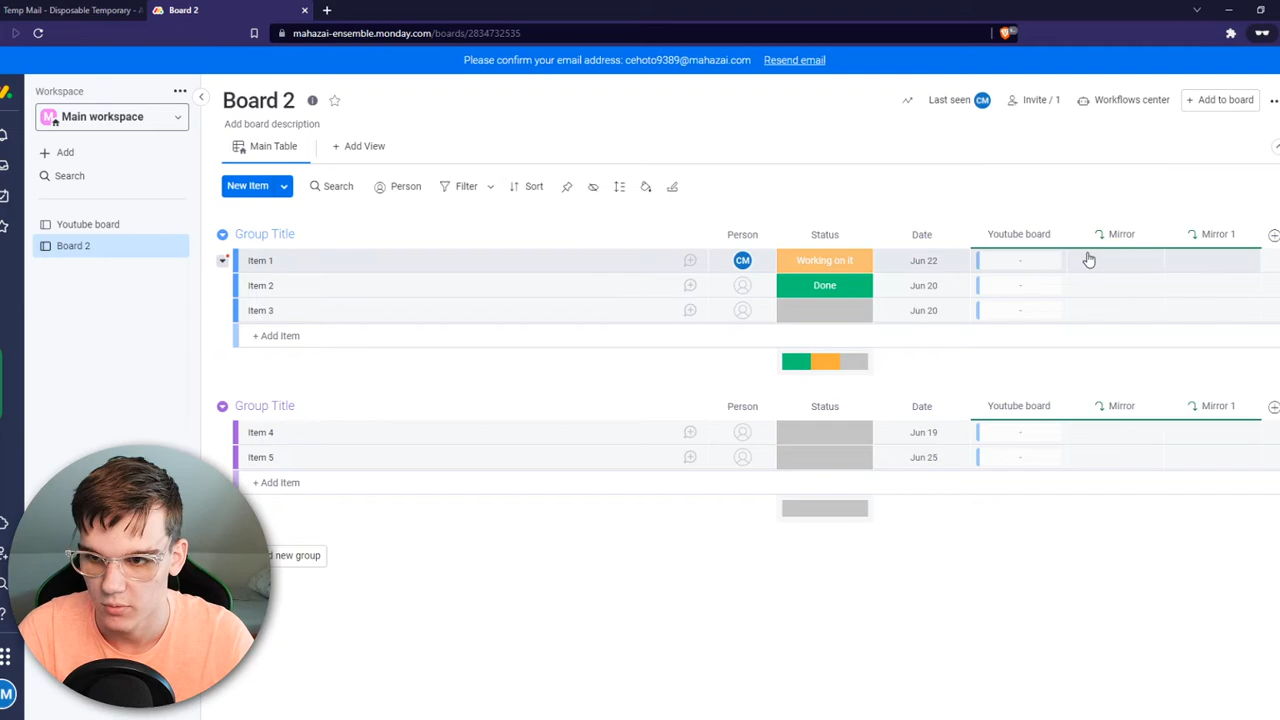 Temp Mail - Disposable Temporary - A
Board 2
mahazai-ensemble.monday.com/boards/2834732535
Please confirm your email address: cehoto9389@mahazai.com Resend email
Workspace
M Main workspace
Add
Search
Youtube board
Board 2
Board 2
Last seen CM
Invite / 1
Workflows center
+ Add to board
Add board description
Main Table
+ Add View
New Item
Search
Person
Filter
Sort
Group Title Person Status Date Youtube board Mirror Mirror 1
Item 1 CM Working on it Jun 22 -
Item 2 Done Jun 20 -
Item 3 Jun 20 -
+ Add Item
Group Title Person Status Date Youtube board Mirror Mirror 1
Item 4 Jun 19 -
Item 5 Jun 25 -
+ Add Item
new group
M